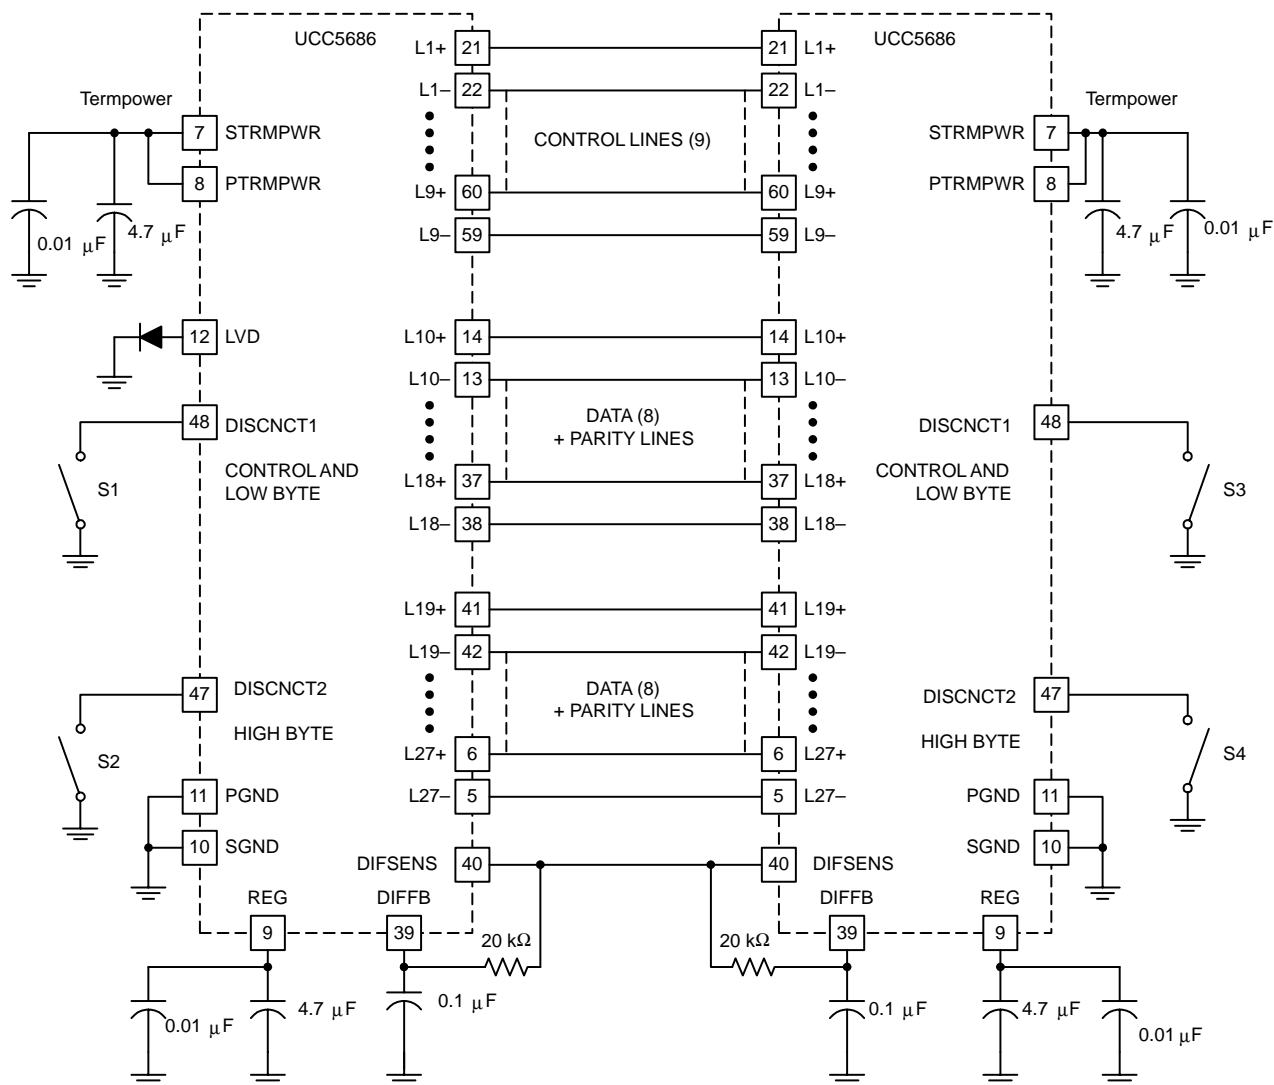 UCC5686
UCC5686
L1+ 21
21 L1+
L1– 22
22 L1–
Termpower
Termpower
7 STRMPWR
STRMPWR 7
CONTROL LINES (9)
8 PTRMPWR
PTRMPWR 8
L9+ 60
60 L9+
0.01 µF
4.7 µF
4.7 µF
0.01 µF
L9– 59
59 L9–
12 LVD
L10+ 14
14 L10+
L10– 13
13 L10–
48 DISCNCT1
DISCNCT1 48
DATA (8)
+ PARITY LINES
CONTROL AND
LOW BYTE
CONTROL AND
LOW BYTE
S1
S3
L18+ 37
37 L18+
L18– 38
38 L18–
L19+ 41
41 L19+
L19– 42
42 L19–
47 DISCNCT2
DISCNCT2 47
DATA (8)
+ PARITY LINES
HIGH BYTE
HIGH BYTE
S2
S4
L27+ 6
6 L27+
L27– 5
5 L27–
11 PGND
PGND 11
10 SGND
SGND 10
DIFSENS 40
40 DIFSENS
REG
DIFFB
DIFFB
REG
9
39
39
9
20 kΩ
20 kΩ
0.01 µF
4.7 µF
0.1 µF
0.1 µF
4.7 µF
0.01 µF